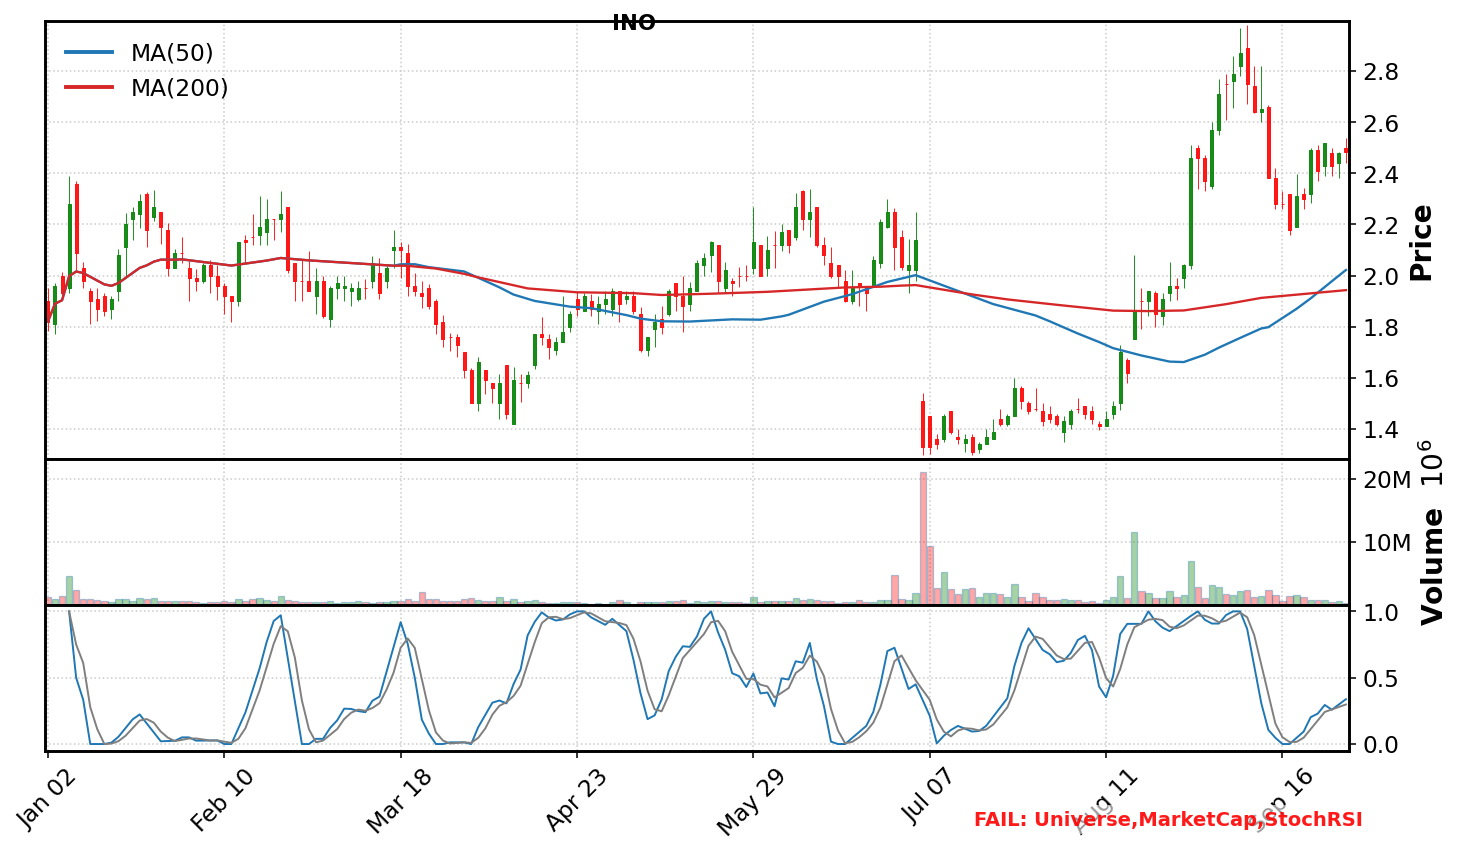 INO
MA(50)
MA(200)
2.8
2.6
2.4
2.2
2.0
1.8
1.6
1.4
Price
20M
10M
Volume 10^6
1.0
0.5
0.0
Jan 02
Feb 10
Mar 18
Apr 23
May 29
Jul 07
Aug 11
Sep 16
FAIL: Universe,MarketCap,StochRSI